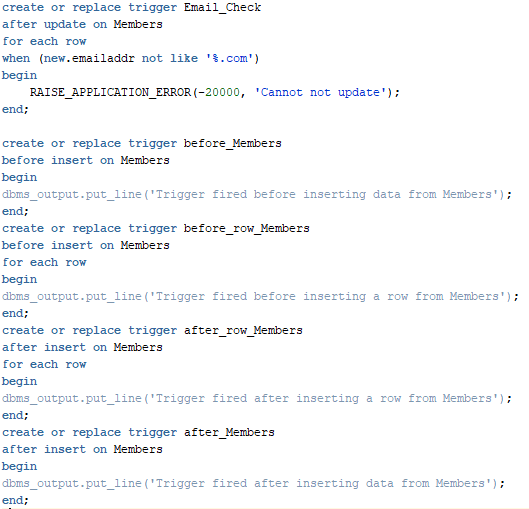 create or replace trigger Email_Check
after update on Members
for each row
when (new.emailaddr not like '%.com')
begin
    RAISE_APPLICATION_ERROR(-20000, 'Cannot not update');
end;

create or replace trigger before_Members
before insert on Members
begin
dbms_output.put_line('Trigger fired before inserting data from Members');
end;
create or replace trigger before_row_Members
before insert on Members
for each row
begin
dbms_output.put_line('Trigger fired before inserting a row from Members');
end;
create or replace trigger after_row_Members
after insert on Members
for each row
begin
dbms_output.put_line('Trigger fired after inserting a row from Members');
end;
create or replace trigger after_Members
after insert on Members
begin
dbms_output.put_line('Trigger fired after inserting data from Members');
end;